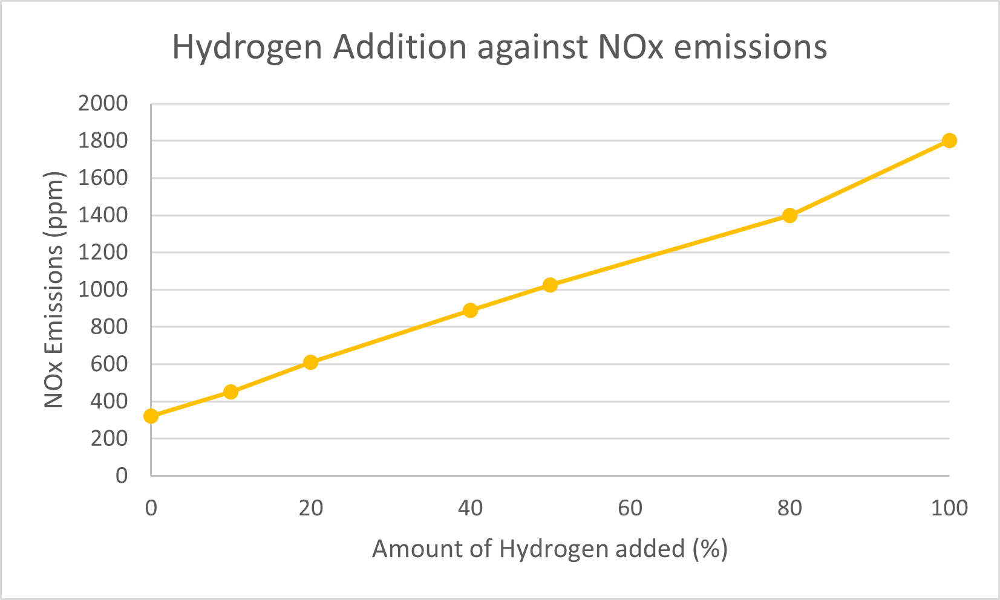 Hydrogen Addition against NOx emissions
2000
1800
1600
1400
1200
1000
800
600
400
200
0
NOx Emissions (ppm)
0 20 40 60 80 100
Amount of Hydrogen added (%)